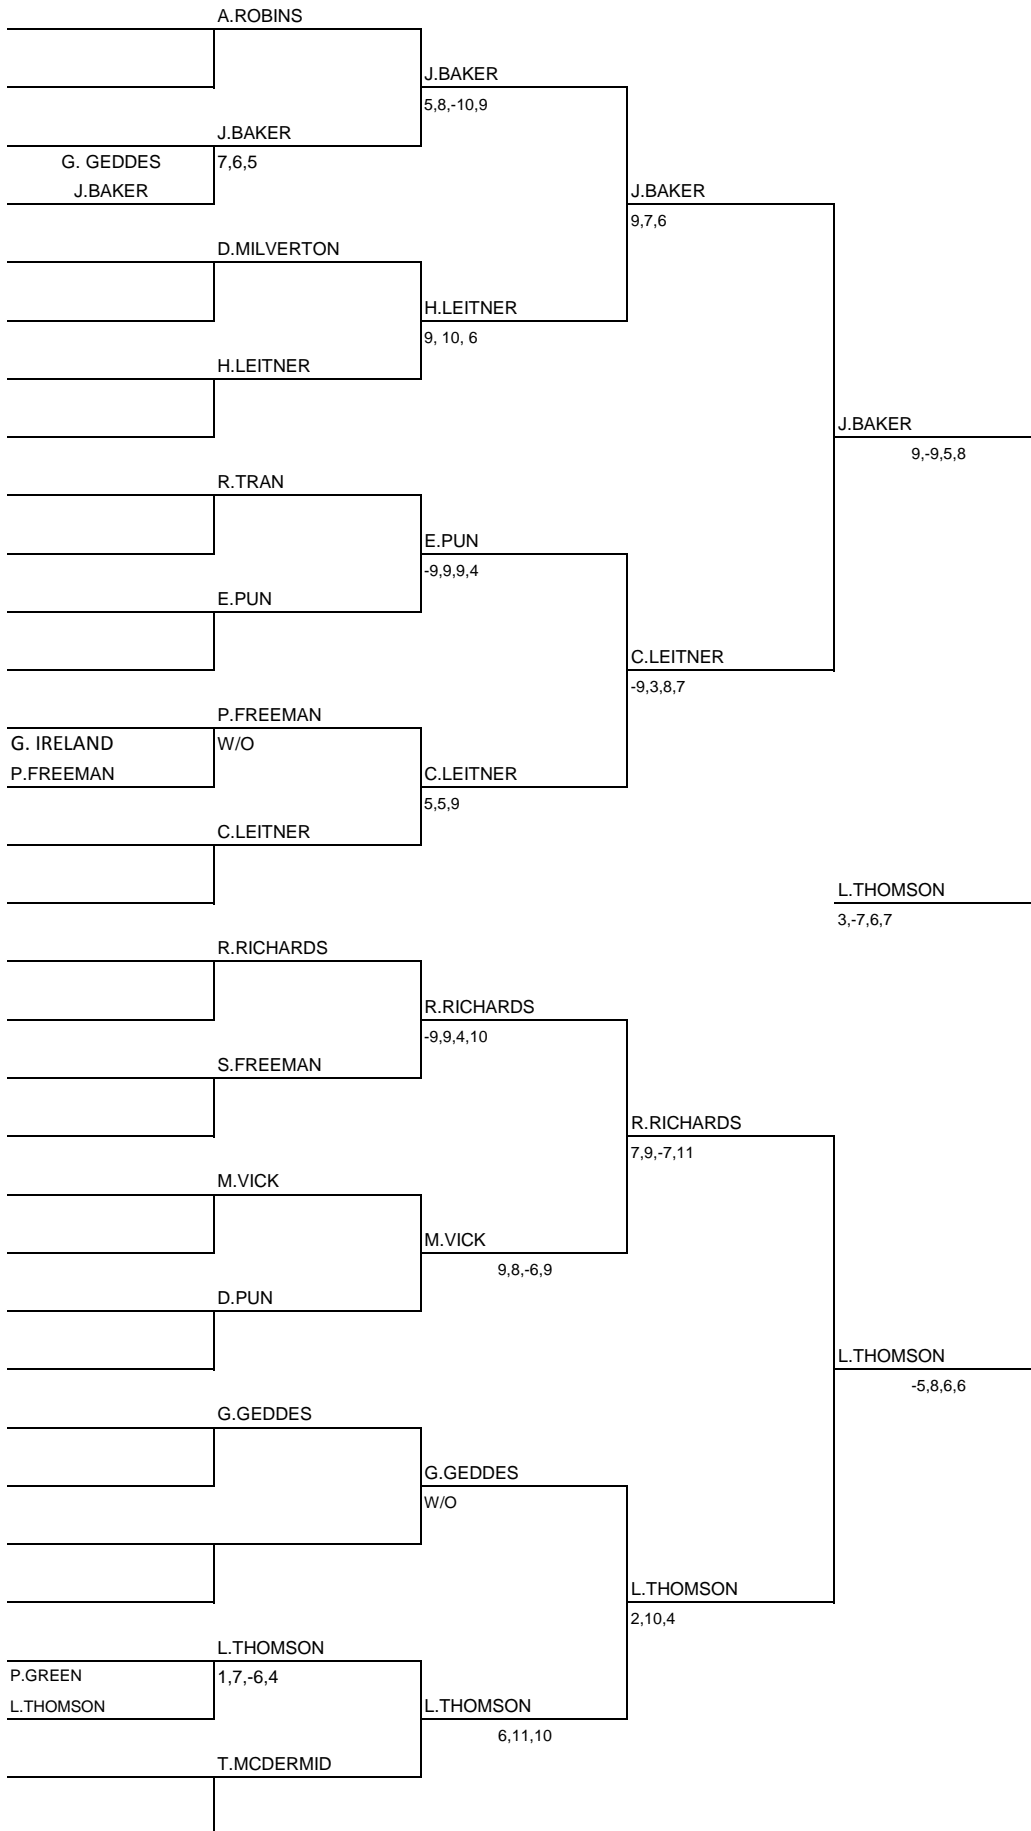 A.ROBINS
J.BAKER
5,8,-10,9
J.BAKER
G. GEDDES
7,6,5
J.BAKER
J.BAKER
9,7,6
D.MILVERTON
H.LEITNER
9, 10, 6
H.LEITNER
J.BAKER
9,-9,5,8
R.TRAN
E.PUN
-9,9,9,4
E.PUN
C.LEITNER
-9,3,8,7
P.FREEMAN
G. IRELAND
W/O
P.FREEMAN
C.LEITNER
5,5,9
C.LEITNER
L.THOMSON
3,-7,6,7
R.RICHARDS
R.RICHARDS
-9,9,4,10
S.FREEMAN
R.RICHARDS
7,9,-7,11
M.VICK
M.VICK
9,8,-6,9
D.PUN
L.THOMSON
-5,8,6,6
G.GEDDES
G.GEDDES
W/O
L.THOMSON
2,10,4
L.THOMSON
P.GREEN
1,7,-6,4
L.THOMSON
L.THOMSON
6,11,10
T.MCDERMID